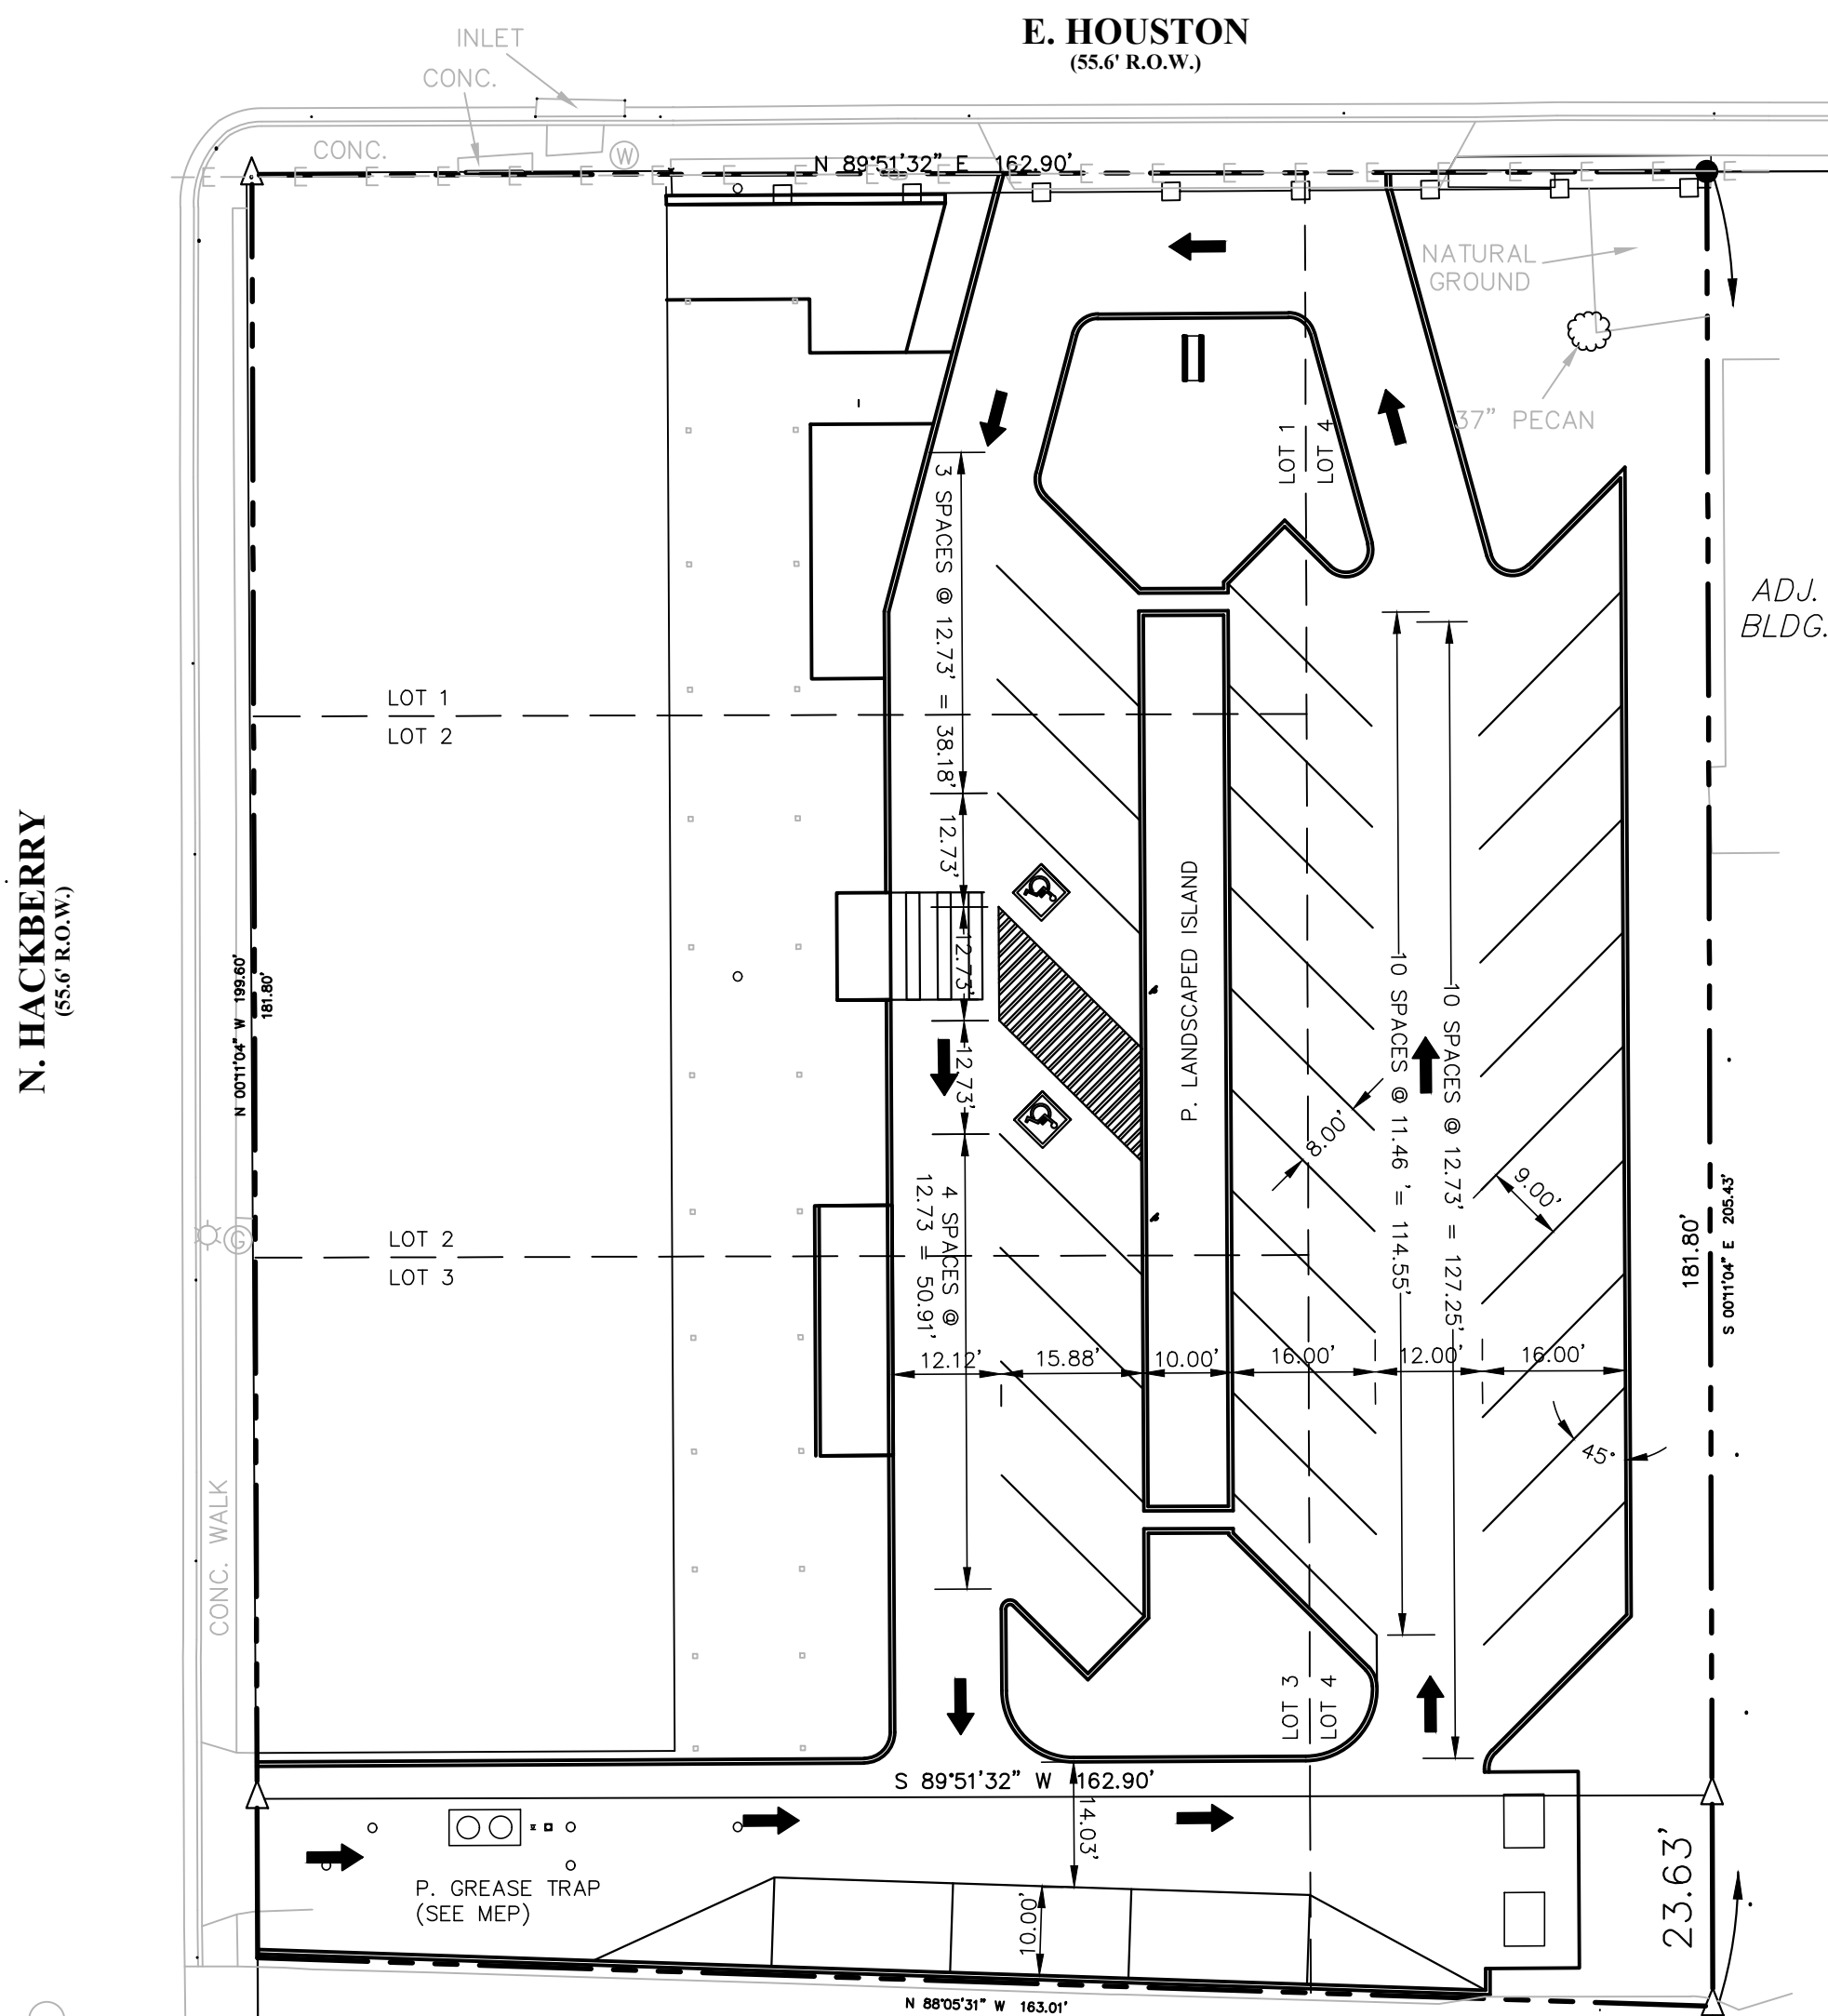 E. HOUSTON
(55.6' R.O.W.)
INLET
CONC.
CONC.
W
N 89°51'32" E 162.90'
E E E E E E E E E E E E E E E E E E E E E E
NATURAL
GROUND
37" PECAN
LOT 1
LOT 4
3 SPACES @ 12.73' = 38.18'
ADJ.
BLDG.
LOT 1
LOT 2
12.73'
12.73'
12.73'
P. LANDSCAPED ISLAND
10 SPACES @ 11.46 '= 114.55'
10 SPACES @ 12.73' = 127.25'
8.00'
9.00'
N. HACKBERRY
(55.6' R.O.W.)
N 00°11'04" W 199.60'
181.80'
181.80'
S 00°11'04" E 205.43'
4 SPACES @
12.73 = 50.91'
G
LOT 2
LOT 3
12.12'
15.88'
10.00'
16.00'
12.00'
16.00'
45°
CONC. WALK
LOT 3
LOT 4
S 89°51'32" W 162.90'
14.03'
P. GREASE TRAP
(SEE MEP)
10.00'
23.63'
N 88°05'31" W 163.01'